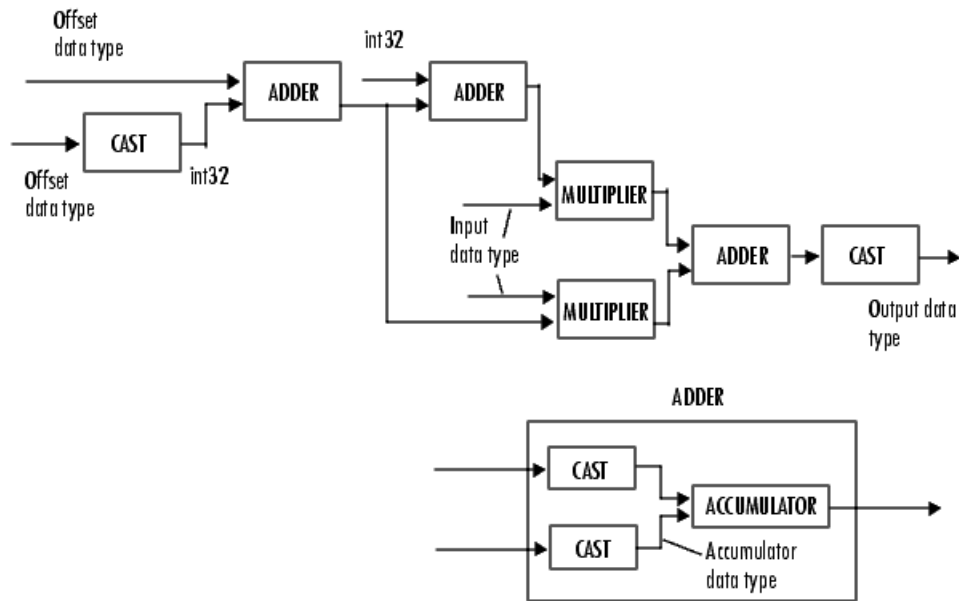 Offset
data type
int32
ADDER
ADDER
CAST
Offset
data type
int32
MULTIPLIER
Input
data type
ADDER
CAST
MULTIPLIER
Output data
type
ADDER
CAST
ACCUMULATOR
CAST
Accumulator
data type